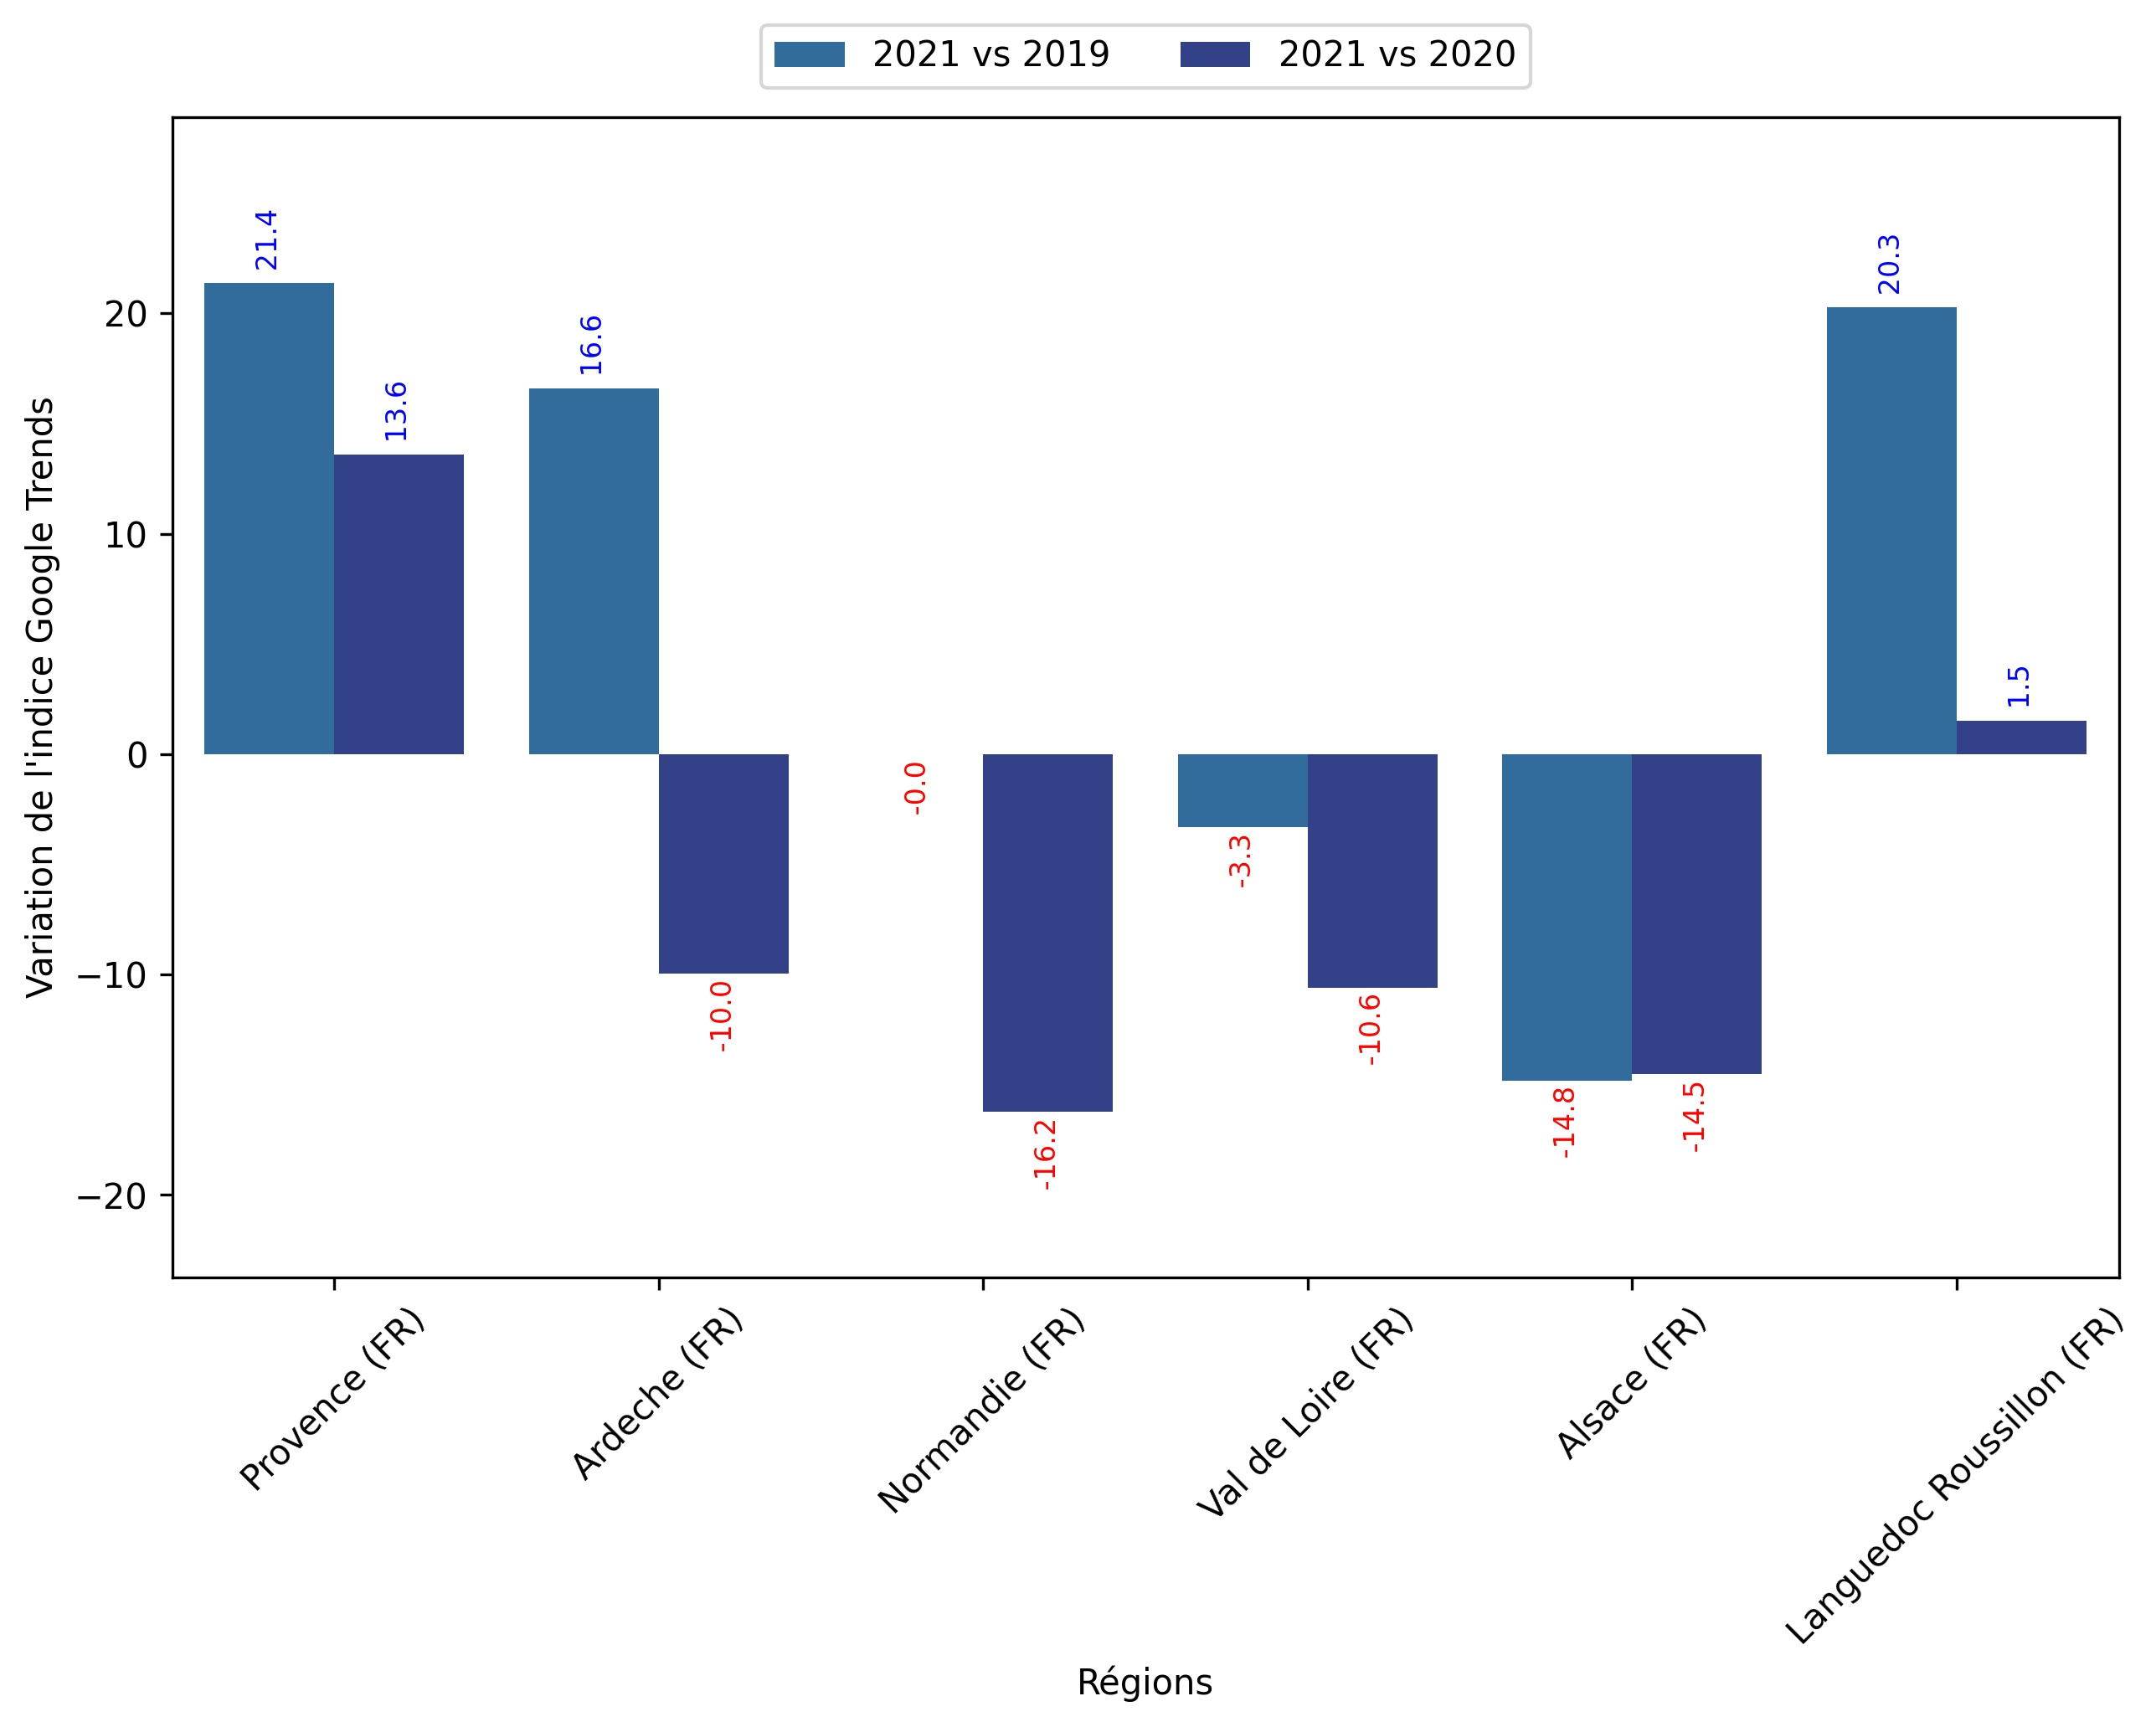 2021 vs 2019
2021 vs 2020
Variation de l'indice Google Trends
20
10
0
−10
−20
21.4
13.6
16.6
-10.0
-0.0
-16.2
-3.3
-10.6
-14.8
-14.5
20.3
1.5
Provence (FR)
Ardeche (FR)
Normandie (FR)
Val de Loire (FR)
Alsace (FR)
Languedoc Roussillon (FR)
Régions